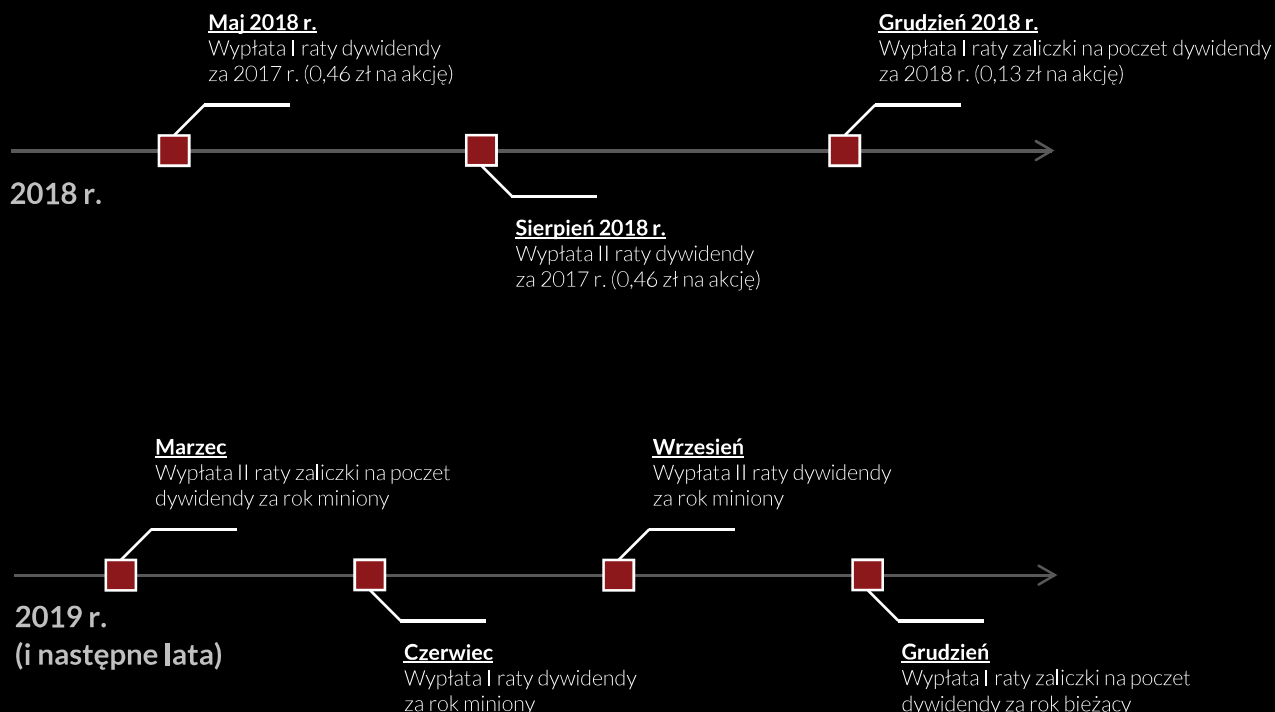 Maj 2018 r.
Wypłata I raty dywidendy
za 2017 r. (0,46 zł na akcję)
Grudzień 2018 r.
Wypłata I raty zaliczki na poczet dywidendy
za 2018 r. (0,13 zł na akcję)
2018 r.
Sierpień 2018 r.
Wypłata II raty dywidendy
za 2017 r. (0,46 zł na akcję)
Marzec
Wypłata II raty zaliczki na poczet
dywidendy za rok miniony
Wrzesień
Wypłata II raty dywidendy
za rok miniony
2019 r.
(i następne lata)
Czerwiec
Wypłata I raty dywidendy
za rok miniony
Grudzień
Wypłata I raty zaliczki na poczet
dywidendy za rok bieżący